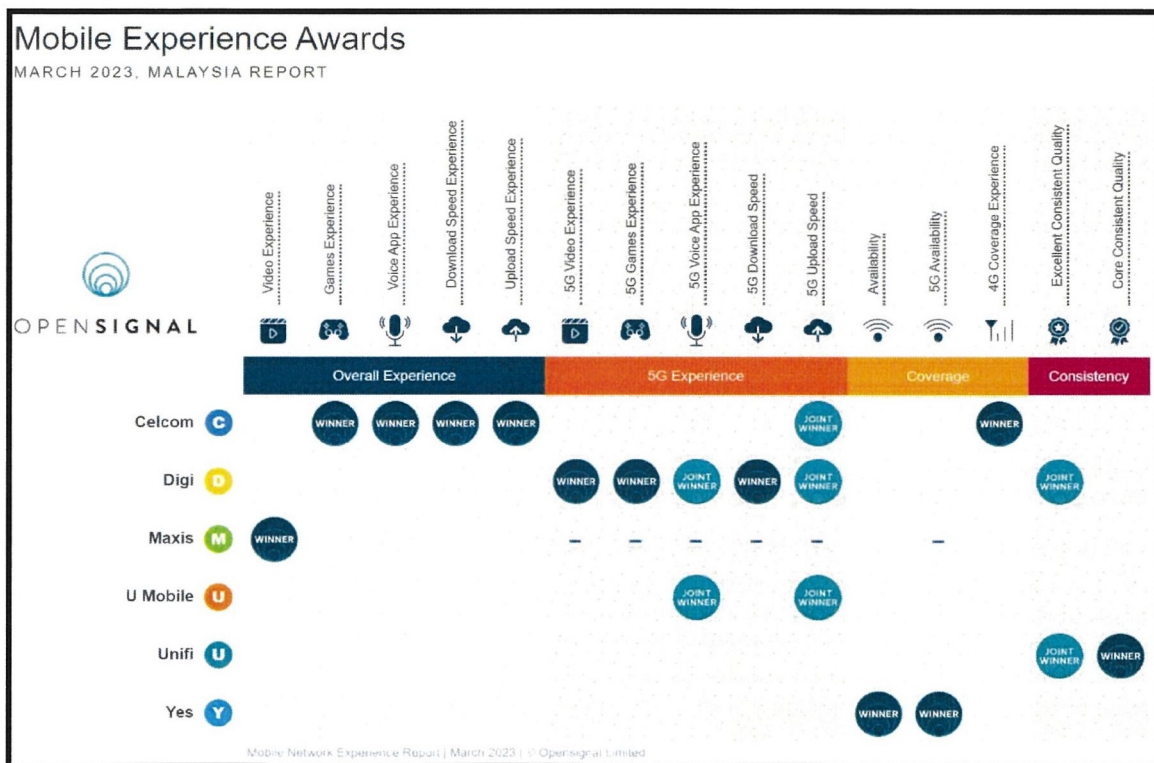 Mobile Experience Awards
MARCH 2023, MALAYSIA REPORT
Video Experience
Games Experience
Voice App Experience
Download Speed Experience
Upload Speed Experience
5G Video Experience
5G Games Experience
5G Voice App Experience
5G Download Speed
5G Upload Speed
Availability
5G Availability
4G Coverage Experience
Excellent Consistent Quality
Core Consistent Quality
OPENSIGNAL
Overall Experience 5G Experience Coverage Consistency
Celcom C WINNER WINNER WINNER WINNER JOINT WINNER WINNER
Digi D WINNER WINNER JOINT WINNER WINNER JOINT WINNER JOINT WINNER
Maxis M WINNER – – – – – –
U Mobile U JOINT WINNER JOINT WINNER
Unifi U JOINT WINNER WINNER
Yes Y WINNER WINNER
Mobile Network Experience Report | March 2023 | © Opensignal Limited